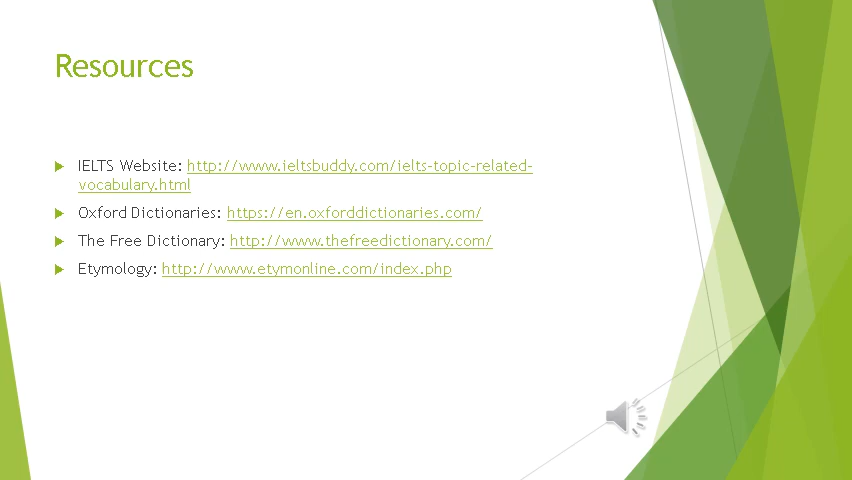 Resources
IELTS Website: http://www.ieltsbuddy.com/ielts-topic-related-
vocabulary.html
Oxford Dictionaries: https://en.oxforddictionaries.com/
The Free Dictionary: http://www.thefreedictionary.com/
Etymology: http://www.etymonline.com/index.php